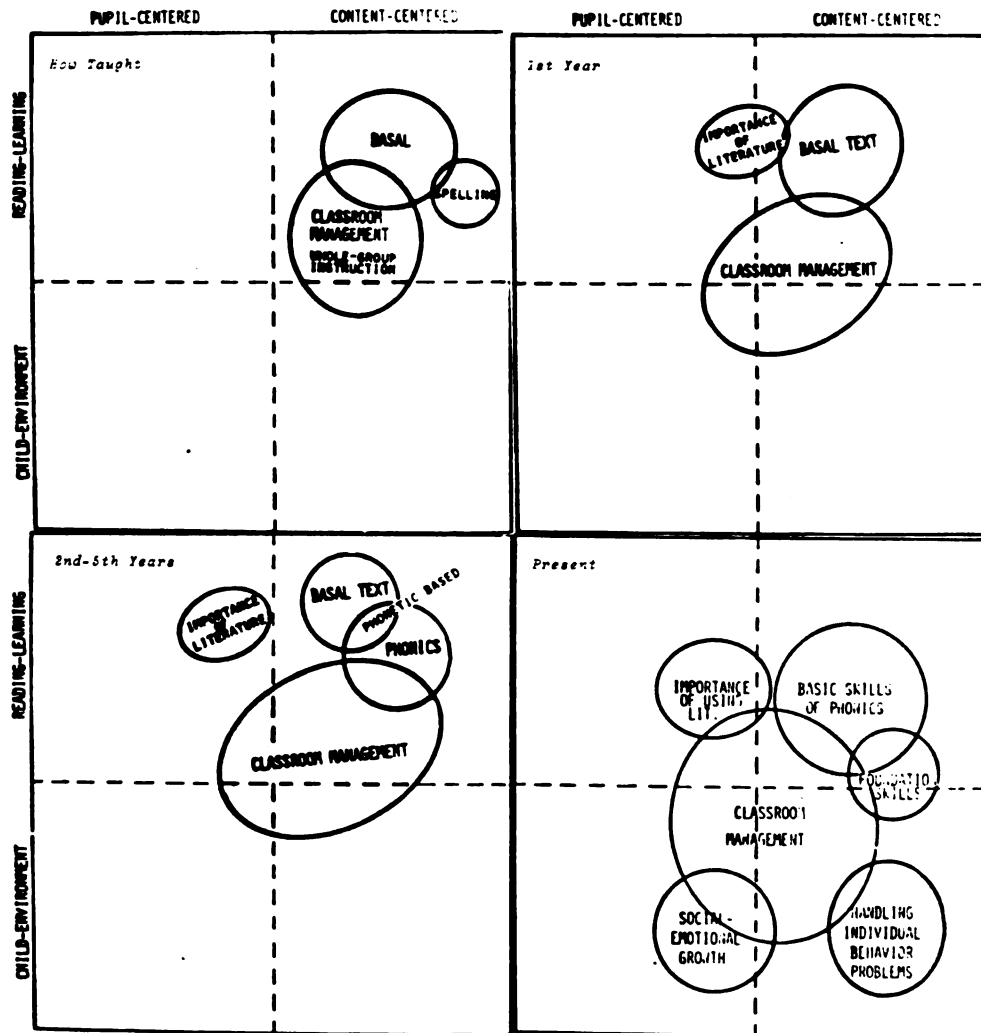 PUPIL-CENTERED
CONTENT-CENTERED
PUPIL-CENTERED
CONTENT-CENTERED
READING-LEARNING
CHILD-ENVIRONMENT
How Taught
BASAL
SPELLING
CLASSROOM
MANAGEMENT
WHOLE-GROUP
INSTRUCTION
1st Year
IMPORTANCE
OF
LITERATURE
BASAL TEXT
CLASSROOM MANAGEMENT
READING-LEARNING
CHILD-ENVIRONMENT
2nd-5th Years
IMPORTANCE
OF
LITERATURE
BASAL TEXT
PHONETIC BASED
PHONICS
CLASSROOM MANAGEMENT
Present
IMPORTANCE
OF USING
LIT.
BASIC SKILLS
OF PHONICS
FOUNDATIO
SKILLS
CLASSROOM
MANAGEMENT
SOCIAL-
EMOTIONAL
GROWTH
HANDLING
INDIVIDUAL
BEHAVIOR
PROBLEMS